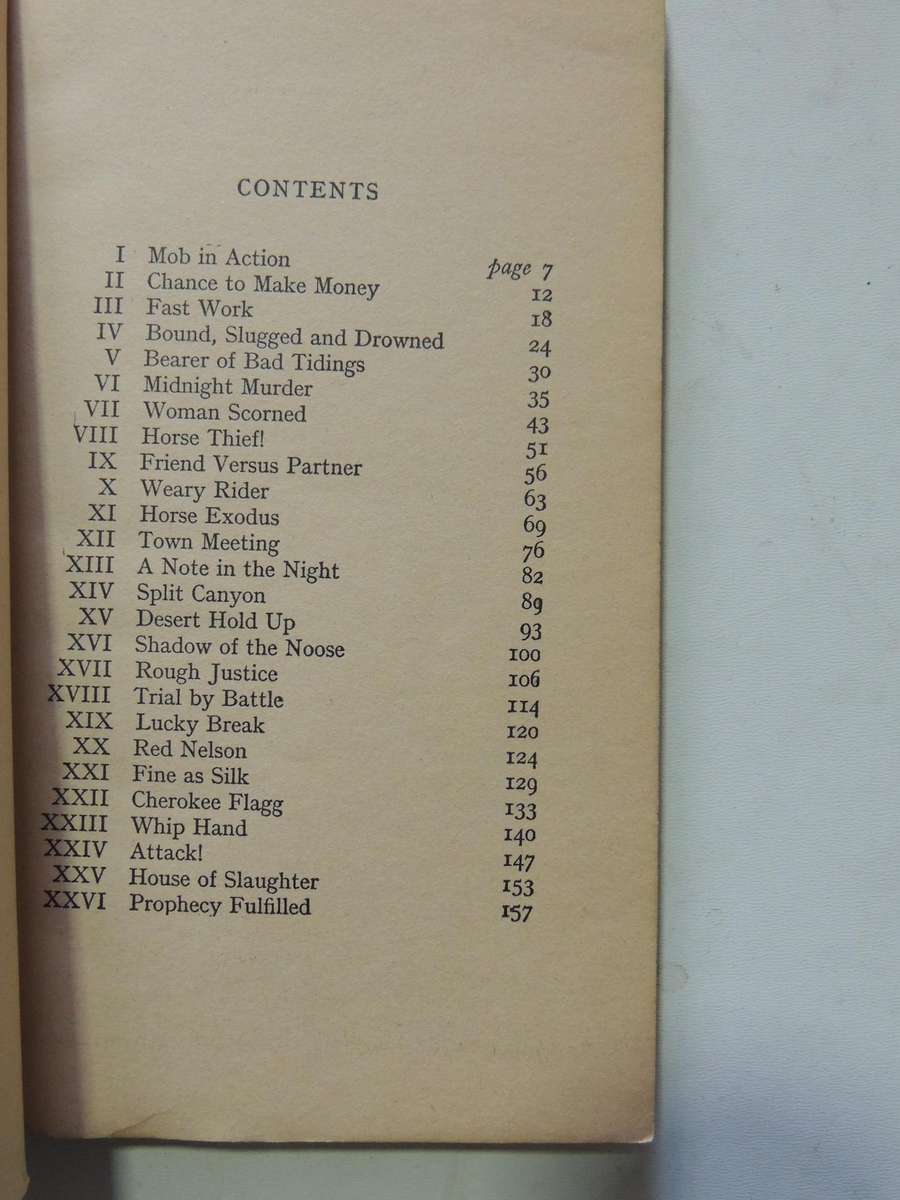 CONTENTS
I Mob in Action page 7
II Chance to Make Money 12
III Fast Work 18
IV Bound, Slugged and Drowned 24
V Bearer of Bad Tidings 30
VI Midnight Murder 35
VII Woman Scorned 43
VIII Horse Thief! 51
IX Friend Versus Partner 56
X Weary Rider 63
XI Horse Exodus 69
XII Town Meeting 76
XIII A Note in the Night 82
XIV Split Canyon 89
XV Desert Hold Up 93
XVI Shadow of the Noose 100
XVII Rough Justice 106
XVIII Trial by Battle 114
XIX Lucky Break 120
XX Red Nelson 124
XXI Fine as Silk 129
XXII Cherokee Flagg 133
XXIII Whip Hand 140
XXIV Attack! 147
XXV House of Slaughter 153
XXVI Prophecy Fulfilled 157